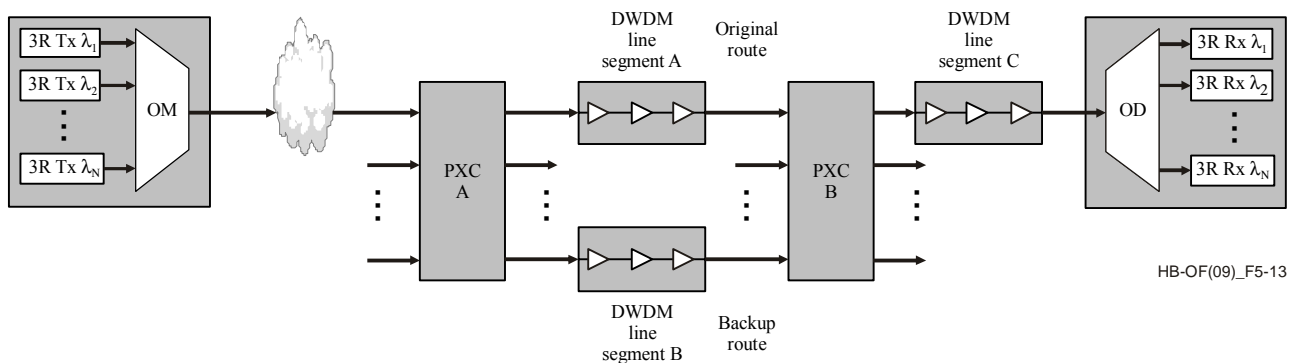 3R Tx λ1
3R Tx λ2
3R Tx λN
OM
PXC
A
DWDM
line
segment A
Original
route
DWDM
line
segment B
Backup
route
PXC
B
DWDM
line
segment C
OD
3R Rx λ1
3R Rx λ2
3R Rx λN
HB-OF(09)_F5-13